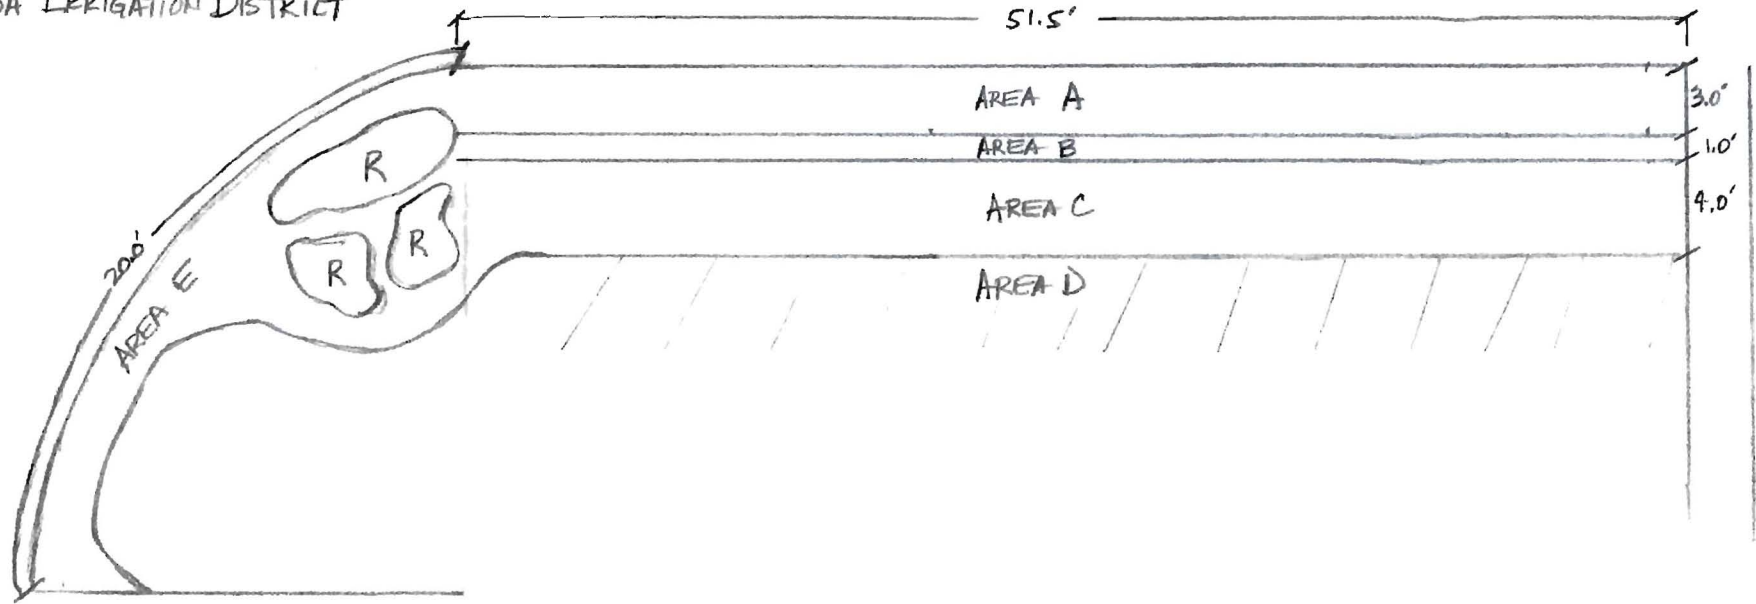 IRRIGATION DISTRICT
51.5'
AREA A
3.0'
AREA B
1.0'
R
AREA C
4.0'
R
R
20.0'
AREA D
AREA E